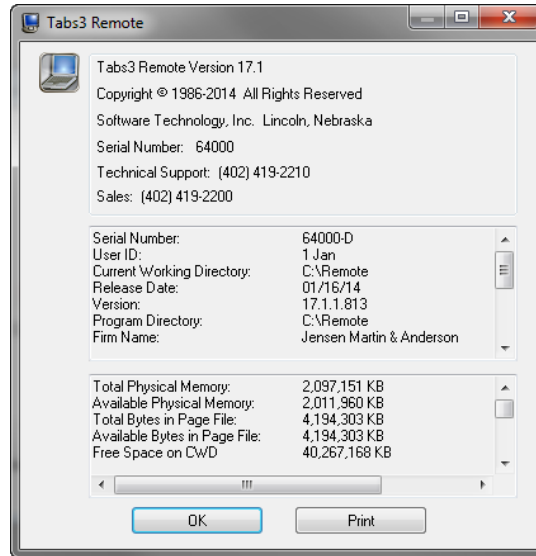 Tabs3 Remote
Tabs3 Remote Version 17.1
Copyright © 1986-2014 All Rights Reserved
Software Technology, Inc. Lincoln, Nebraska
Serial Number: 64000
Technical Support: (402) 419-2210
Sales: (402) 419-2200
Serial Number: 64000-D
User ID: 1 Jan
Current Working Directory: C:\Remote
Release Date: 01/16/14
Version: 17.1.1.813
Program Directory: C:\Remote
Firm Name: Jensen Martin & Anderson
Total Physical Memory: 2,097,151 KB
Available Physical Memory: 2,011,960 KB
Total Bytes in Page File: 4,194,303 KB
Available Bytes in Page File: 4,194,303 KB
Free Space on CWD 40,267,168 KB
OK Print